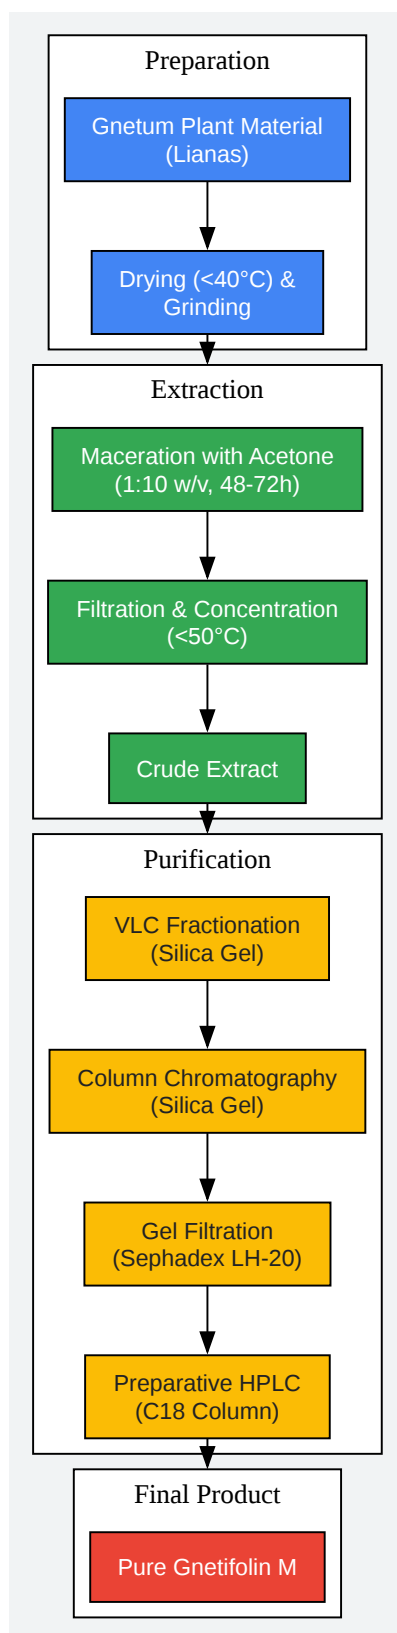 Preparation
Gnetum Plant Material
(Lianas)
Drying (<40°C) &
Grinding
Extraction
Maceration with Acetone
(1:10 w/v, 48-72h)
Filtration & Concentration
(<50°C)
Crude Extract
Purification
VLC Fractionation
(Silica Gel)
Column Chromatography
(Silica Gel)
Gel Filtration
(Sephadex LH-20)
Preparative HPLC
(C18 Column)
Final Product
Pure Gnetifolin M